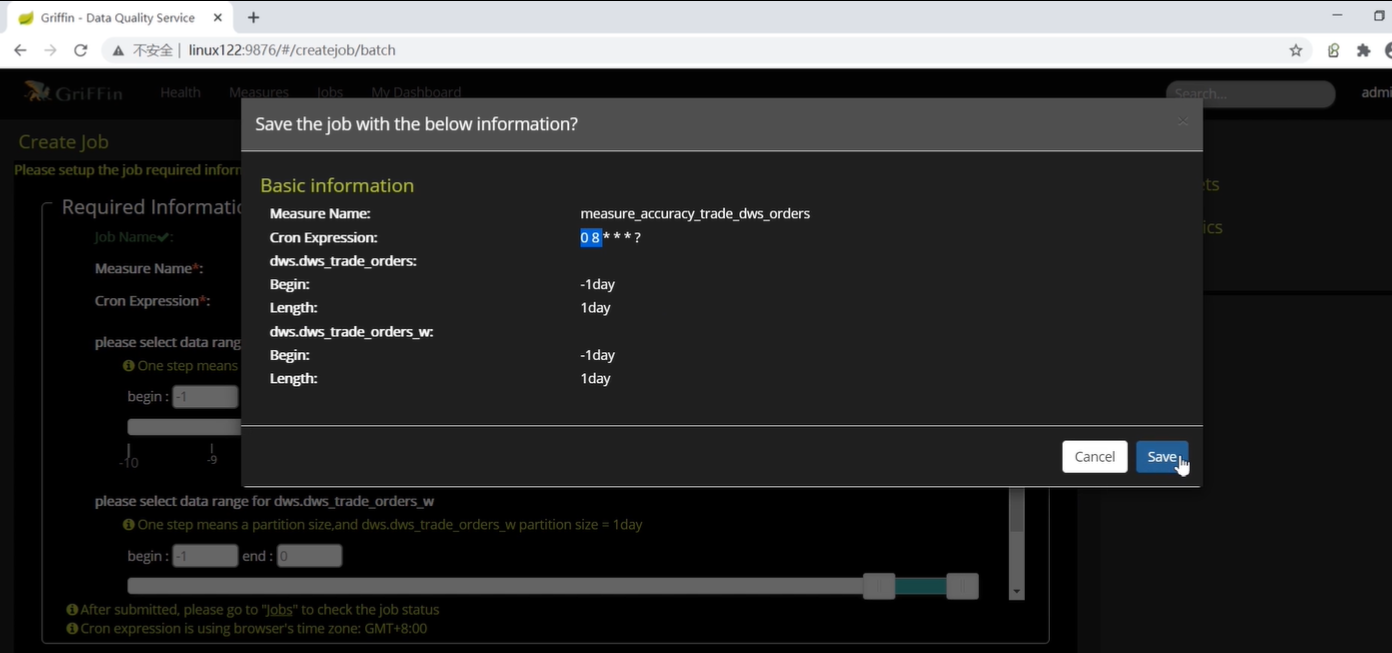 Griffin - Data Quality Service
不安全 | linux122:9876/#/createjob/batch
GriFFin Health Measures Jobs My Dashboard Search... admi
Save the job with the below information?
Create Job
Please setup the job required inforn
Basic information
Required Informatio
Measure Name: measure_accuracy_trade_dws_orders
Job Name✔:
Cron Expression: 0 8 * * * ?
dws.dws_trade_orders:
Measure Name*:
Begin: -1day
Cron Expression*:
Length: 1day
dws.dws_trade_orders_w:
please select data rang
Begin: -1day
One step means
Length: 1day
begin : -1
-10 -9
Cancel Save
ts
ics
please select data range for dws.dws_trade_orders_w
One step means a partition size,and dws.dws_trade_orders_w partition size = 1day
begin : -1 end : 0
After submitted, please go to "Jobs" to check the job status
Cron expression is using browser's time zone: GMT+8:00